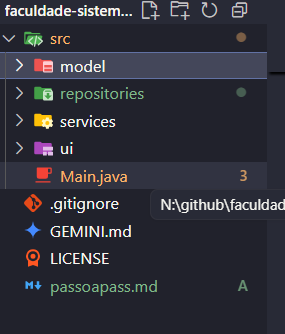 faculdade-sistem...
src
model
repositories
services
ui
Main.java 3
.gitignore N:\github\faculdad
GEMINI.md
LICENSE
passoapass.md A